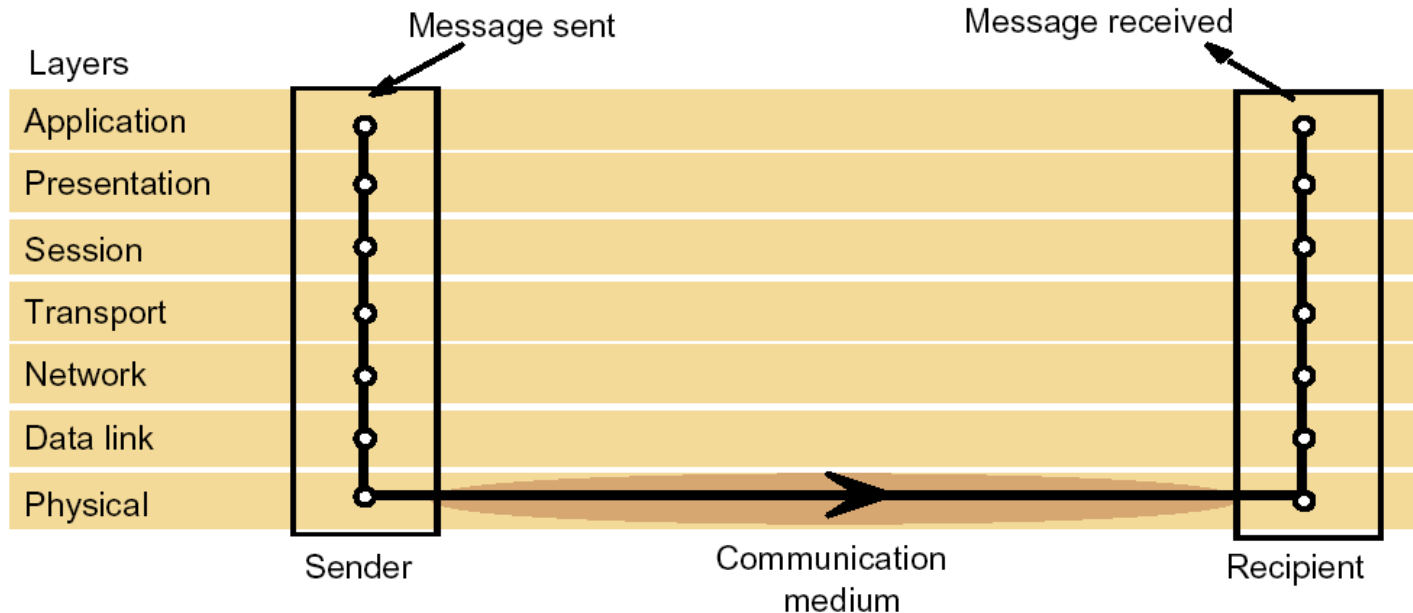 Message sent
Message received
Layers
Application
Presentation
Session
Transport
Network
Data link
Physical
Sender
Communication
medium
Recipient